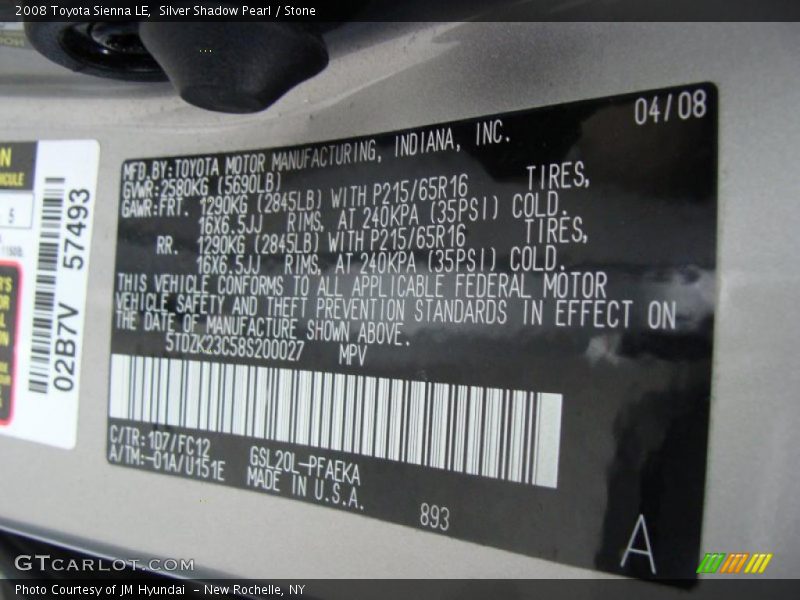 2008 Toyota Sienna LE, Silver Shadow Pearl / Stone
04/08
MFD.BY:TOYOTA MOTOR MANUFACTURING, INDIANA, INC.
GVWR:2580KG (5690LB)
GAWR:FRT. 1290KG (2845LB) WITH P215/65R16 TIRES,
16X6.5JJ RIMS, AT 240KPA (35PSI) COLD.
RR. 1290KG (2845LB) WITH P215/65R16 TIRES,
16X6.5JJ RIMS, AT 240KPA (35PSI) COLD.
THIS VEHICLE CONFORMS TO ALL APPLICABLE FEDERAL MOTOR
VEHICLE SAFETY AND THEFT PREVENTION STANDARDS IN EFFECT ON
THE DATE OF MANUFACTURE SHOWN ABOVE.
5TDZK23C58S200027 MPV
C/TR:1D7/FC12
A/TM:-01A/U151E
GSL20L-PFAEKA
MADE IN U.S.A.
893
A
02B7V 57493
5
GTCARLOT.COM
Photo Courtesy of JM Hyundai - New Rochelle, NY